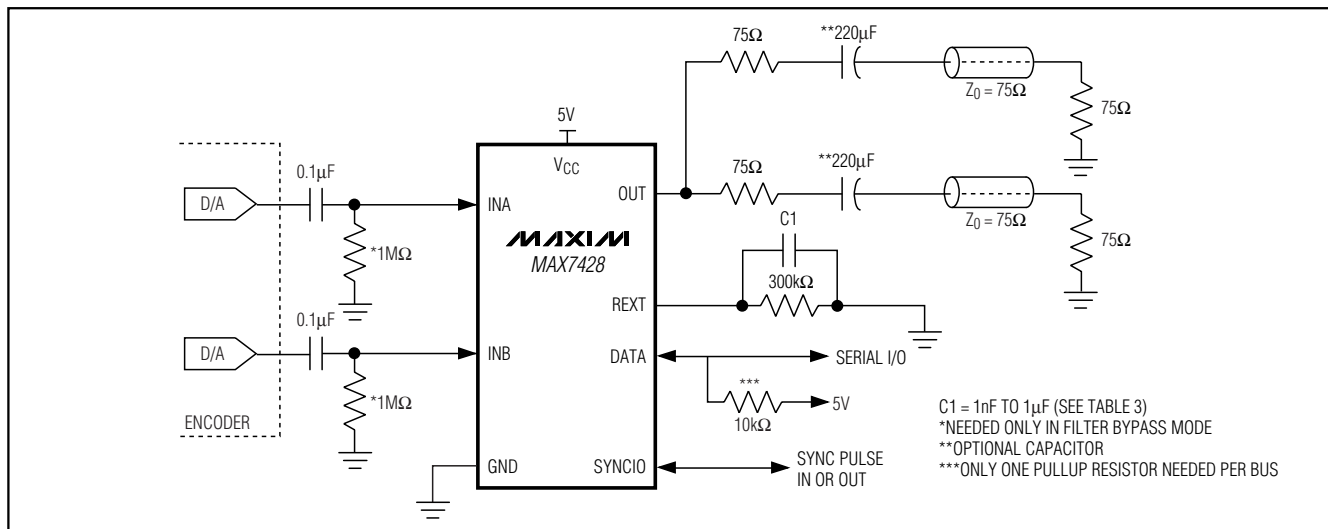 75Ω
**220µF
Z0 = 75Ω
75Ω
5V
VCC
0.1µF
D/A
INA
*1MΩ
OUT
75Ω
**220µF
Z0 = 75Ω
75Ω
MAXIM
MAX7428
C1
300kΩ
REXT
0.1µF
D/A
INB
*1MΩ
ENCODER
DATA
SERIAL I/O
***
10kΩ
5V
GND
SYNCIO
SYNC PULSE
IN OR OUT
C1 = 1nF TO 1µF (SEE TABLE 3)
*NEEDED ONLY IN FILTER BYPASS MODE
**OPTIONAL CAPACITOR
***ONLY ONE PULLUP RESISTOR NEEDED PER BUS